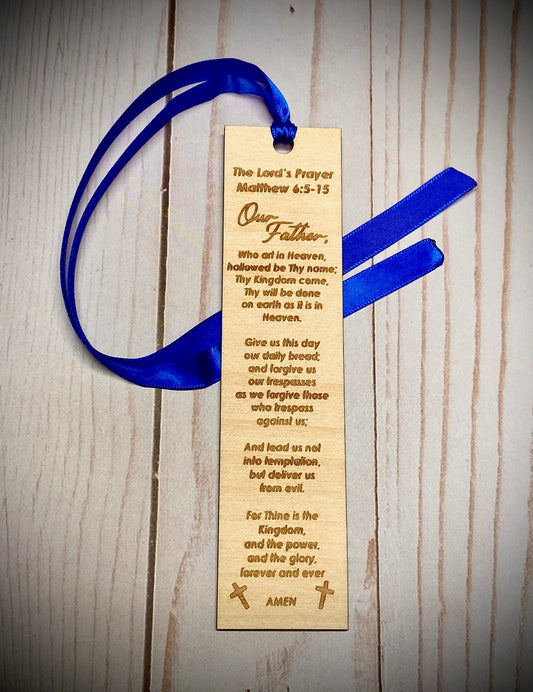 The Lord's Prayer
Matthew 6:5-15
Our
Father,
Who art in Heaven,
hallowed be Thy name;
Thy Kingdom come,
Thy will be done
on earth as it is in
Heaven.
Give us this day
our daily bread;
and forgive us
our trespasses
as we forgive those
who trespass
against us;
And lead us not
into temptation,
but deliver us
from evil.
For Thine is the
Kingdom,
and the power,
and the glory,
forever and ever
AMEN